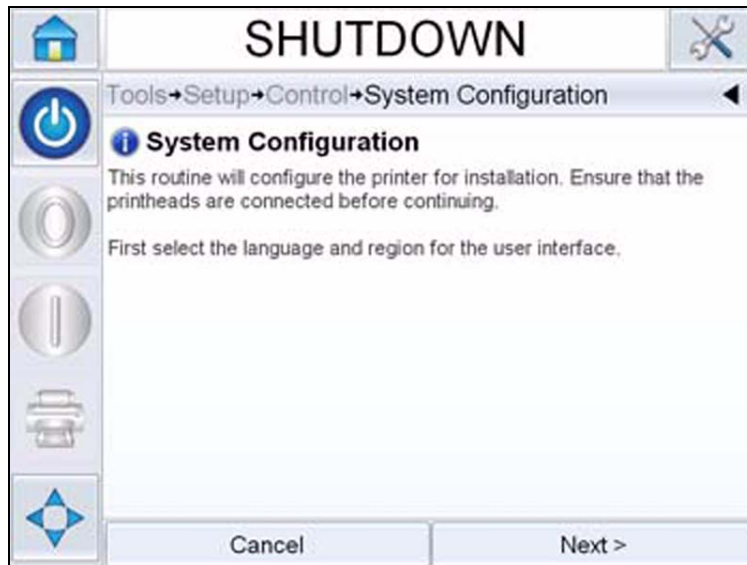 SHUTDOWN
Tools→Setup→Control→System Configuration
System Configuration
This routine will configure the printer for installation. Ensure that the
printheads are connected before continuing.
First select the language and region for the user interface.
Cancel
Next >